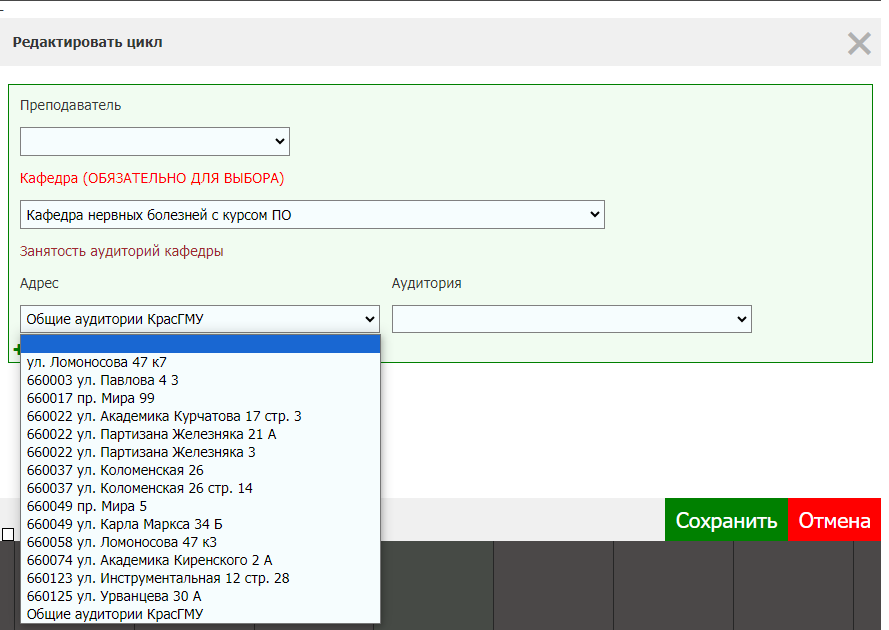 Редактировать цикл
Преподаватель
Кафедра (ОБЯЗАТЕЛЬНО ДЛЯ ВЫБОРА)
Кафедра нервных болезней с курсом ПО
Занятость аудиторий кафедры
Адрес
Аудитория
Общие аудитории КрасГМУ
ул. Ломоносова 47 к7
660003 ул. Павлова 4 3
660017 пр. Мира 99
660022 ул. Академика Курчатова 17 стр. 3
660022 ул. Партизана Железняка 21 А
660022 ул. Партизана Железняка 3
660037 ул. Коломенская 26
660037 ул. Коломенская 26 стр. 14
660049 пр. Мира 5
660049 ул. Карла Маркса 34 Б
660058 ул. Ломоносова 47 к3
660074 ул. Академика Киренского 2 А
660123 ул. Инструментальная 12 стр. 28
660125 ул. Урванцева 30 А
Общие аудитории КрасГМУ
Сохранить
Отмена